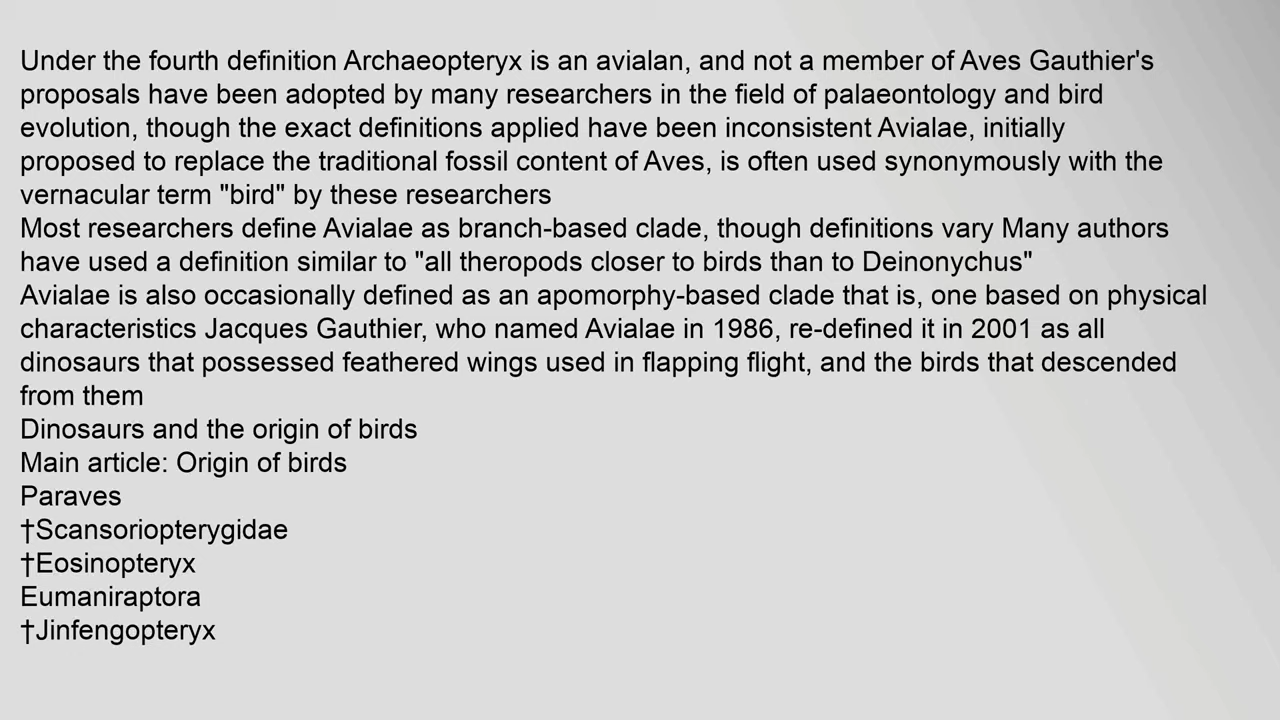 Under the fourth definition Archaeopteryx is an avialan, and not a member of Aves Gauthier's
proposals have been adopted by many researchers in the field of palaeontology and bird
evolution, though the exact definitions applied have been inconsistent Avialae, initially
proposed to replace the traditional fossil content of Aves, is often used synonymously with the
vernacular term "bird" by these researchers
Most researchers define Avialae as branch-based clade, though definitions vary Many authors
have used a definition similar to "all theropods closer to birds than to Deinonychus"
Avialae is also occasionally defined as an apomorphy-based clade that is, one based on physical
characteristics Jacques Gauthier, who named Avialae in 1986, re-defined it in 2001 as all
dinosaurs that possessed feathered wings used in flapping flight, and the birds that descended
from them
Dinosaurs and the origin of birds
Main article: Origin of birds
Paraves
†Scansoriopterygidae
†Eosinopteryx
Eumaniraptora
†Jinfengopteryx